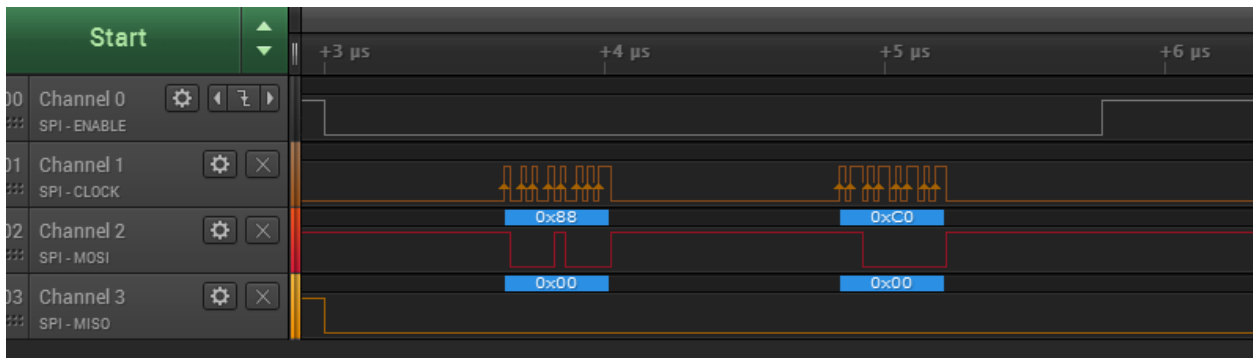 Start
+3 µs
+4 µs
+5 µs
+6 µs
00 Channel 0
SPI - ENABLE
01 Channel 1
SPI - CLOCK
0x88
0xC0
02 Channel 2
SPI - MOSI
0x00
0x00
03 Channel 3
SPI - MISO